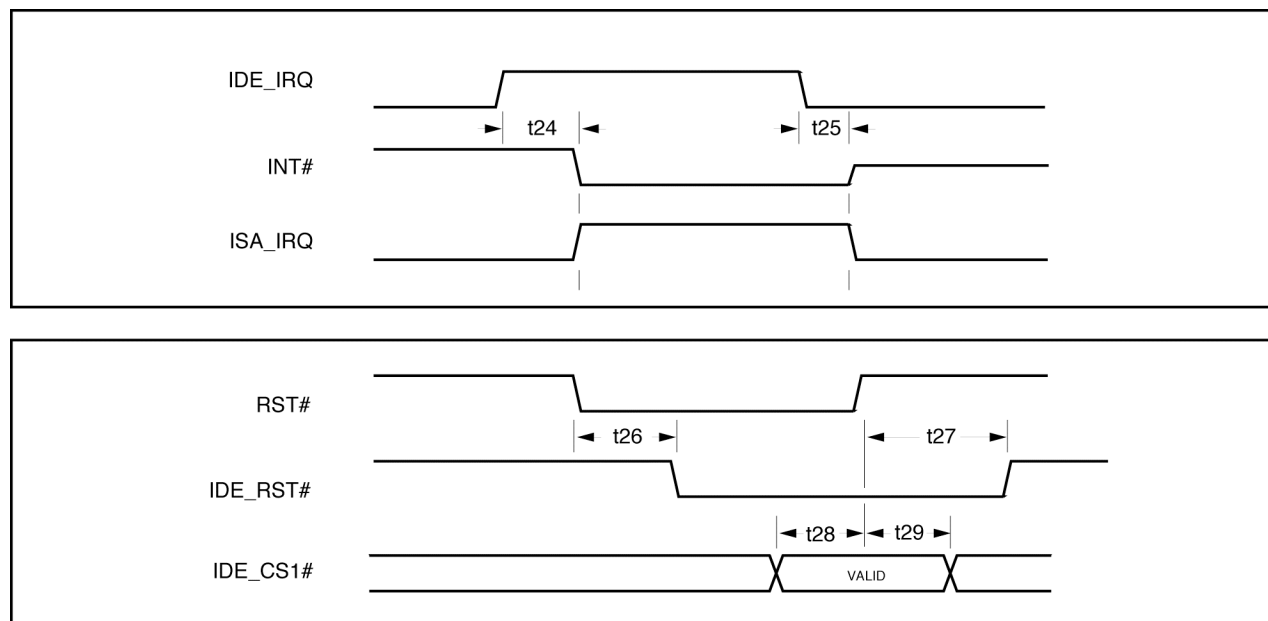 IDE_IRQ
t24
t25
INT#
ISA_IRQ
RST#
t26
t27
IDE_RST#
t28
t29
IDE_CS1#
VALID